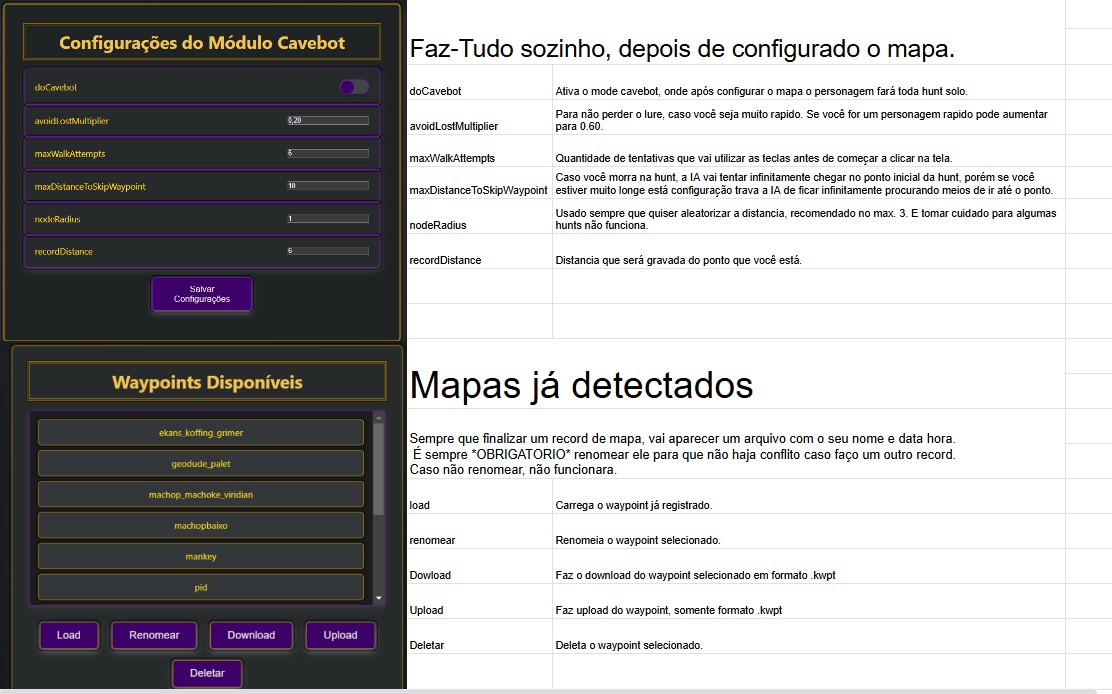 Configurações do Módulo Cavebot
doCavebot
avoidLostMultiplier
0,20
maxWalkAttempts
5
maxDistanceToSkipWaypoint
10
nodeRadius
1
recordDistance
6
Salvar
Configurações
Faz-Tudo sozinho, depois de configurado o mapa.
doCavebot
Ativa o mode cavebot, onde após configurar o mapa o personagem fará toda hunt solo.
avoidLostMultiplier
Para não perder o lure, caso você seja muito rapido. Se você for um personagem rapido pode aumentar
para 0.60.
maxWalkAttempts
Quantidade de tentativas que vai utilizar as teclas antes de começar a clicar na tela.
maxDistanceToSkipWaypoint
Caso você morra na hunt, a IA vai tentar infinitamente chegar no ponto inicial da hunt, porém se você
estiver muito longe está configuração trava a IA de ficar infinitamente procurando meios de ir até o ponto.
nodeRadius
Usado sempre que quiser aleatorizar a distancia, recomendado no max. 3. E tomar cuidado para algumas
hunts não funciona.
recordDistance
Distancia que será gravada do ponto que você está.
Waypoints Disponíveis
ekans_koffing_grimer
geodude_palet
machop_machoke_viridian
machopbaixo
mankey
pid
Load
Renomear
Download
Upload
Deletar
Mapas já detectados
Sempre que finalizar um record de mapa, vai aparecer um arquivo com o seu nome e data hora.
É sempre *OBRIGATORIO* renomear ele para que não haja conflito caso faço um outro record.
Caso não renomear, não funcionara.
load
Carrega o waypoint já registrado.
renomear
Renomeia o waypoint selecionado.
Dowload
Faz o download do waypoint selecionado em formato .kwpt
Upload
Faz upload do waypoint, somente formato .kwpt
Deletar
Deleta o waypoint selecionado.